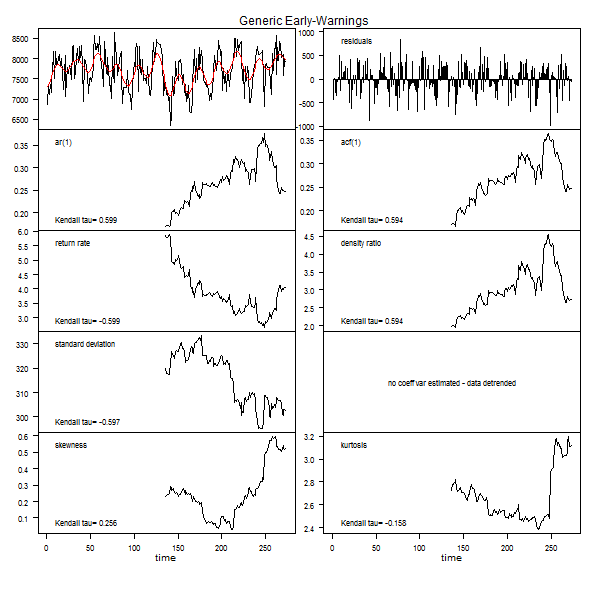 Generic Early-Warnings
8500
8000
7500
7000
6500
residuals
1000
500
0
-500
-1000
ar(1)
0.35
0.30
0.25
0.20
Kendall tau= 0.599
acf(1)
0.35
0.30
0.25
0.20
Kendall tau= 0.594
return rate
6.0
5.5
5.0
4.5
4.0
3.5
3.0
Kendall tau= -0.599
density ratio
4.5
4.0
3.5
3.0
2.5
2.0
Kendall tau= 0.594
standard deviation
330
320
310
300
Kendall tau= -0.597
no coeff var estimated - data detrended
skewness
0.6
0.5
0.4
0.3
0.2
0.1
Kendall tau= 0.256
kurtosis
3.2
3.0
2.8
2.6
2.4
Kendall tau= -0.158
0 50 100 150 200 250
time
0 50 100 150 200 250
time